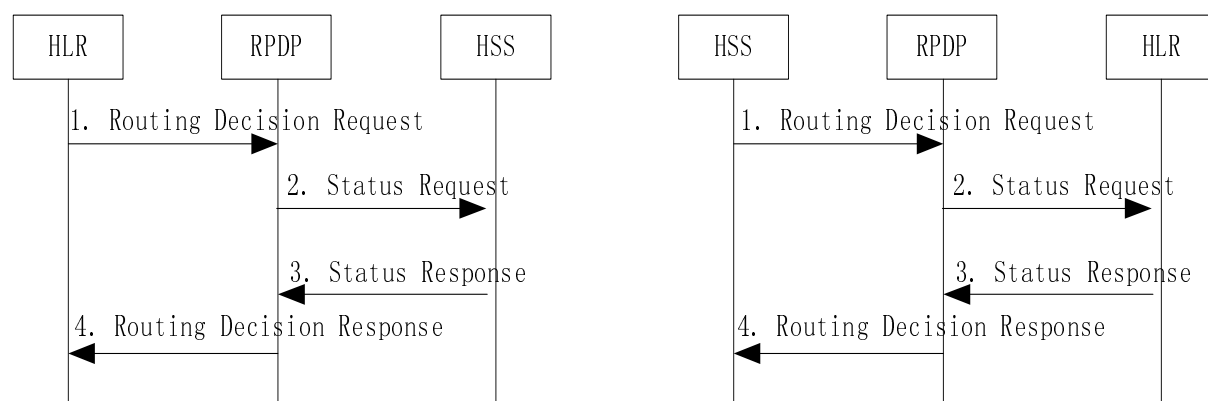 HLR
RPDP
HSS
1. Routing Decision Request
2. Status Request
3. Status Response
4. Routing Decision Response
HSS
RPDP
HLR
1. Routing Decision Request
2. Status Request
3. Status Response
4. Routing Decision Response